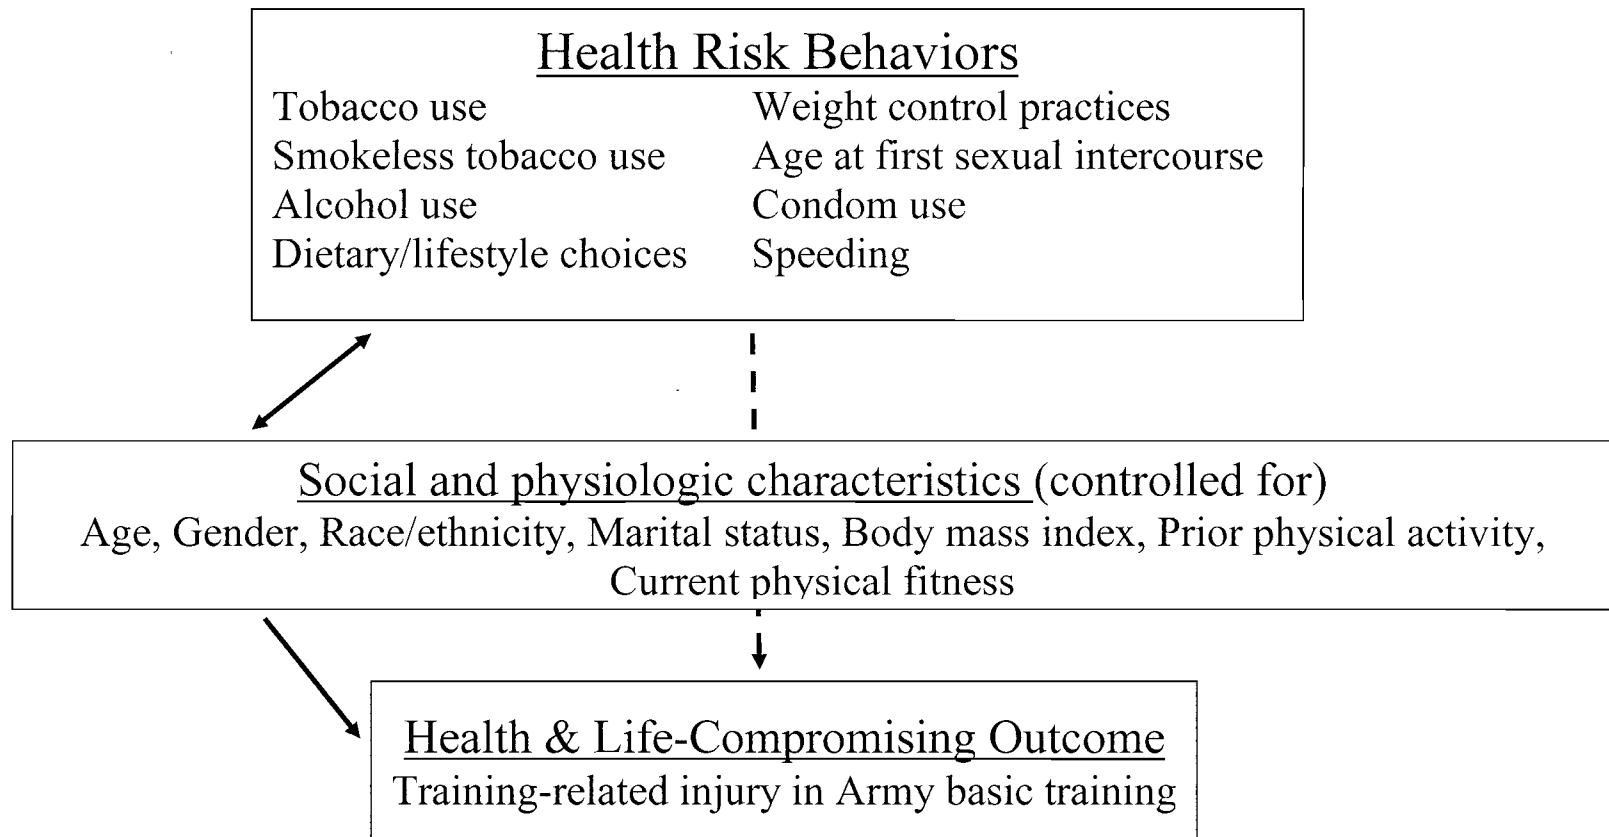 Health Risk Behaviors
Tobacco use
Smokeless tobacco use
Alcohol use
Dietary/lifestyle choices
Weight control practices
Age at first sexual intercourse
Condom use
Speeding
Social and physiologic characteristics (controlled for)
Age, Gender, Race/ethnicity, Marital status, Body mass index, Prior physical activity,
Current physical fitness
Health & Life-Compromising Outcome
Training-related injury in Army basic training